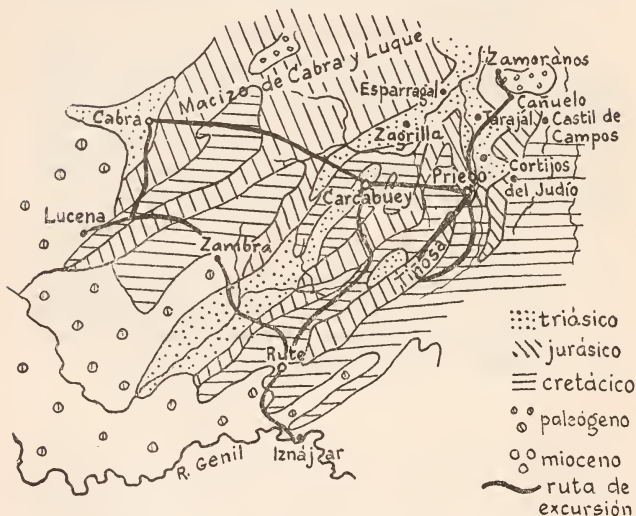 Macizo de Cabra y Luque
Zamoranos
Esparragal
Cañuelo
Tarajal
Castil de
Campos
Cabra
Zagrilla
Priego
Cortijos
del Judío
Carcabuey
Lucena
Zambra
Tiñosa
Rute
Iznájar
R. Genil
triásico
jurásico
cretácico
paleógeno
mioceno
ruta de
excursión